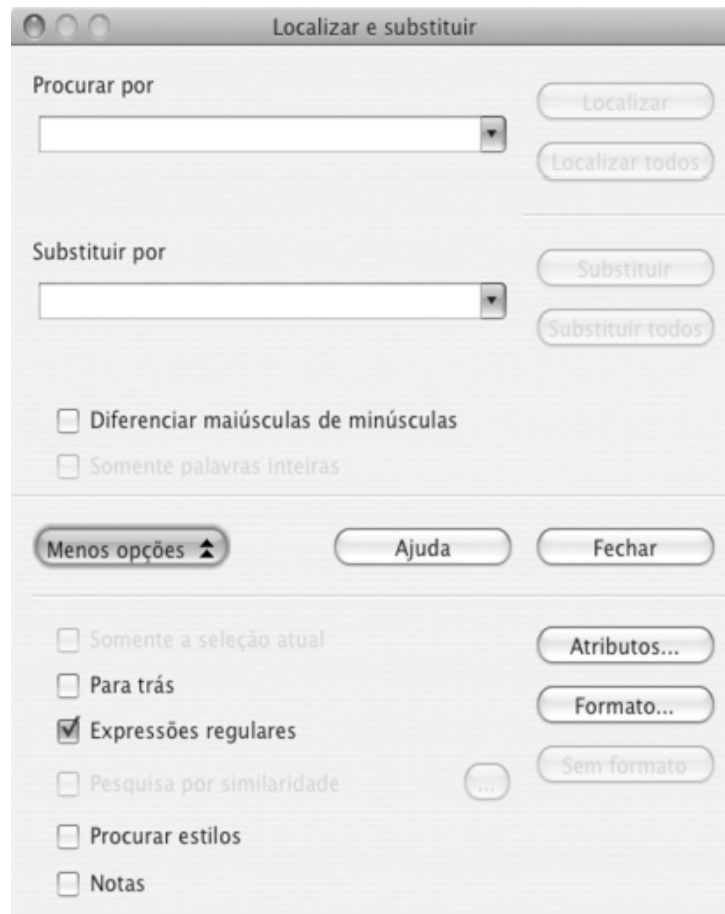 Localizar e substituir
Procurar por
Localizar
Localizar todos
Substituir por
Substituir
Substituir todos
Diferenciar maiúsculas de minúsculas
Somente palavras inteiras
Menos opções
Ajuda
Fechar
Somente a seleção atual
Atributos...
Para trás
Formato...
Expressões regulares
Sem formato
Pesquisa por similaridade
...
Procurar estilos
Notas